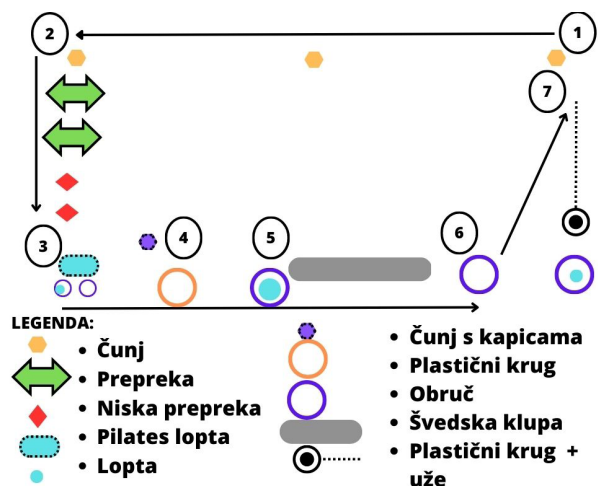 2
1
7
3
4
5
6
LEGENDA:
• Čunj
• Prepreka
• Niska prepreka
• Pilates lopta
• Lopta
• Čunj s kapicama
• Plastični krug
• Obruč
• Švedska klupa
• Plastični krug +
uže